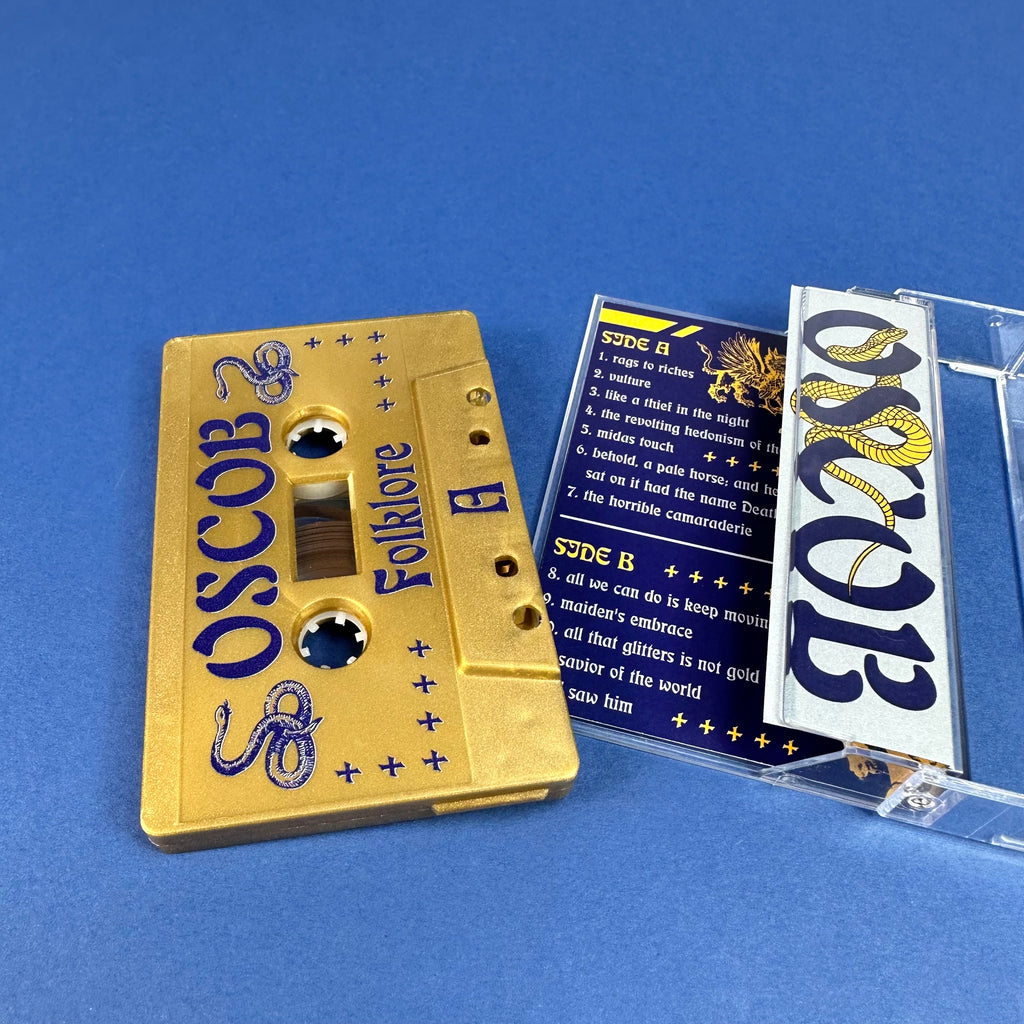 OSCOB
Folklore
SIDE A
1. rags to riches
2. vulture
3. like a thief in the night
4. the revolting hedonism of
5. midas touch
6. behold, a pale horse; and he
sat on it had the name Death
7. the horrible camaraderie
SIDE B
8. all we can do is keep movin
9. maiden's embrace
all that glitters is not gold
savior of the world
saw him
OSCOB